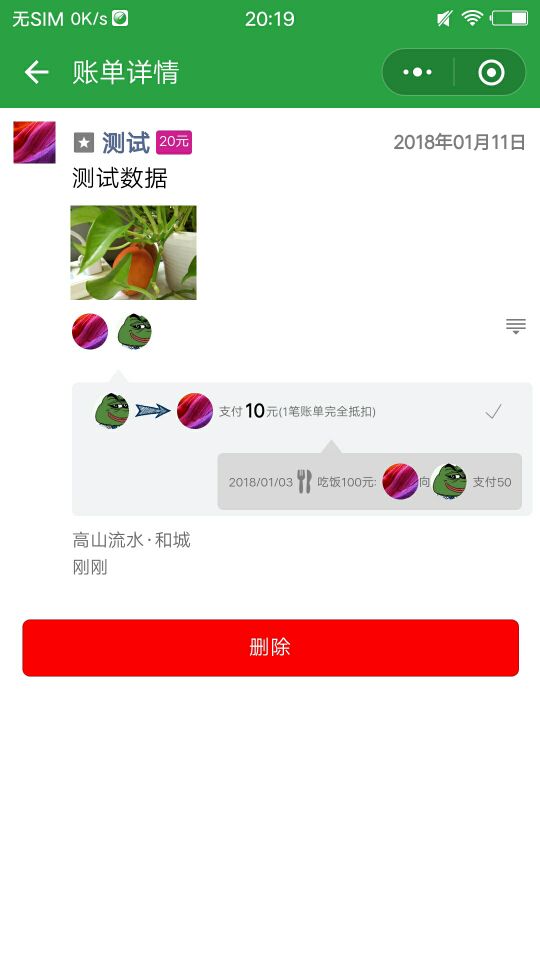 无SIM 0K/s 20:19
账单详情
测试 20元 2018年01月11日
测试数据
支付10元(1笔账单完全抵扣)
2018/01/03 吃饭100元: 向 支付50
高山流水·和城
刚刚
删除